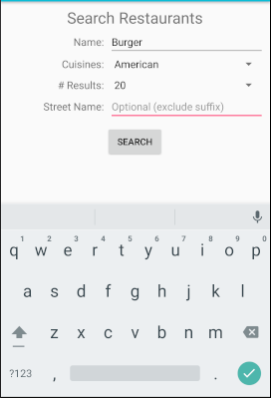 Search Restaurants
Name: Burger
Cuisines: American
# Results: 20
Street Name: Optional (exclude suffix)
SEARCH
1 2 3 4 5 6 7 8 9 0
q w e r t y u i o p
a s d f g h j k l
z x c v b n m
?123 , .